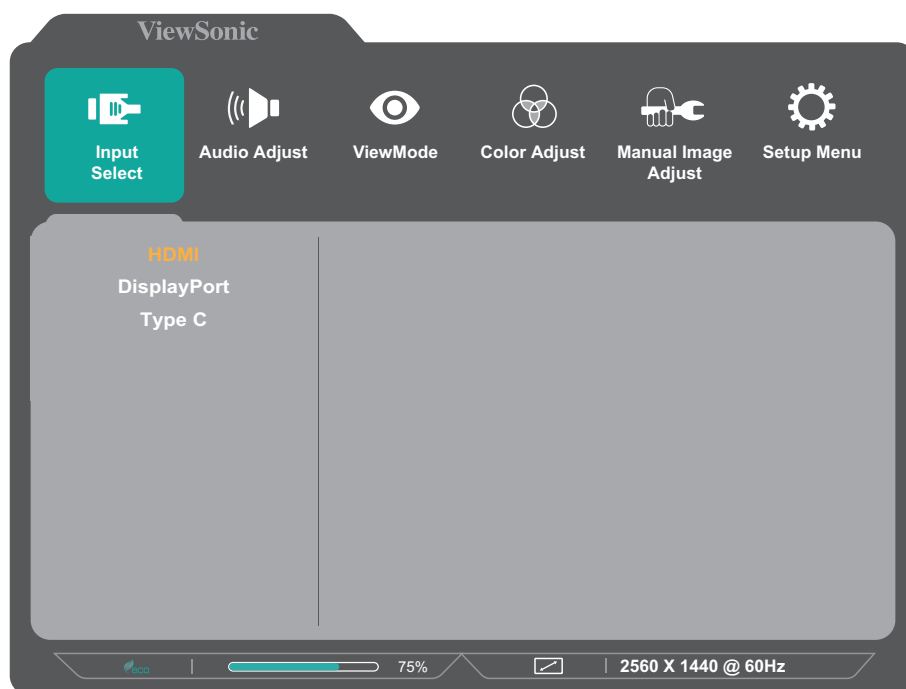 ViewSonic
Input
Select
Audio Adjust
ViewMode
Color Adjust
Manual Image
Adjust
Setup Menu
HDMI
DisplayPort
Type C
eco
75%
2560 X 1440 @ 60Hz